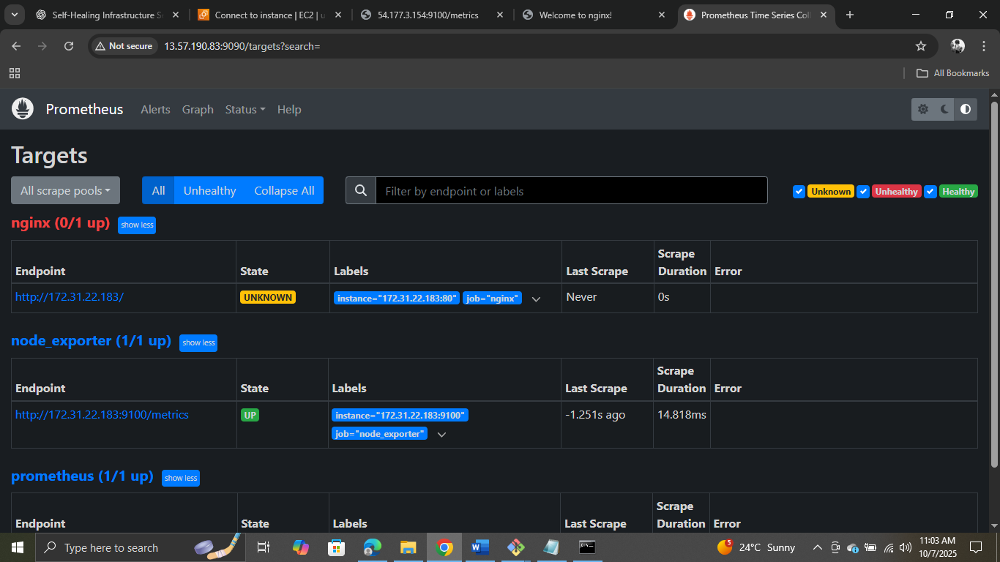 Self-Healing Infrastructure S
Connect to instance | EC2 | u
54.177.3.154:9100/metrics
Welcome to nginx!
Prometheus Time Series Coll
Not secure
13.57.190.83:9090/targets?search=
All Bookmarks
Prometheus
Alerts
Graph
Status
Help
Targets
All scrape pools
All
Unhealthy
Collapse All
Filter by endpoint or labels
Unknown
Unhealthy
Healthy
nginx (0/1 up)
show less
Endpoint
State
Labels
Last Scrape
Scrape
Duration
Error
http://172.31.22.183/
UNKNOWN
instance="172.31.22.183:80"
job="nginx"
Never
0s
node_exporter (1/1 up)
show less
Endpoint
State
Labels
Last Scrape
Scrape
Duration
Error
http://172.31.22.183:9100/metrics
UP
instance="172.31.22.183:9100"
job="node_exporter"
-1.251s ago
14.818ms
prometheus (1/1 up)
show less
Endpoint
State
Labels
Last Scrape
Scrape
Duration
Error
Type here to search
5
24°C Sunny
11:03 AM
10/7/2025